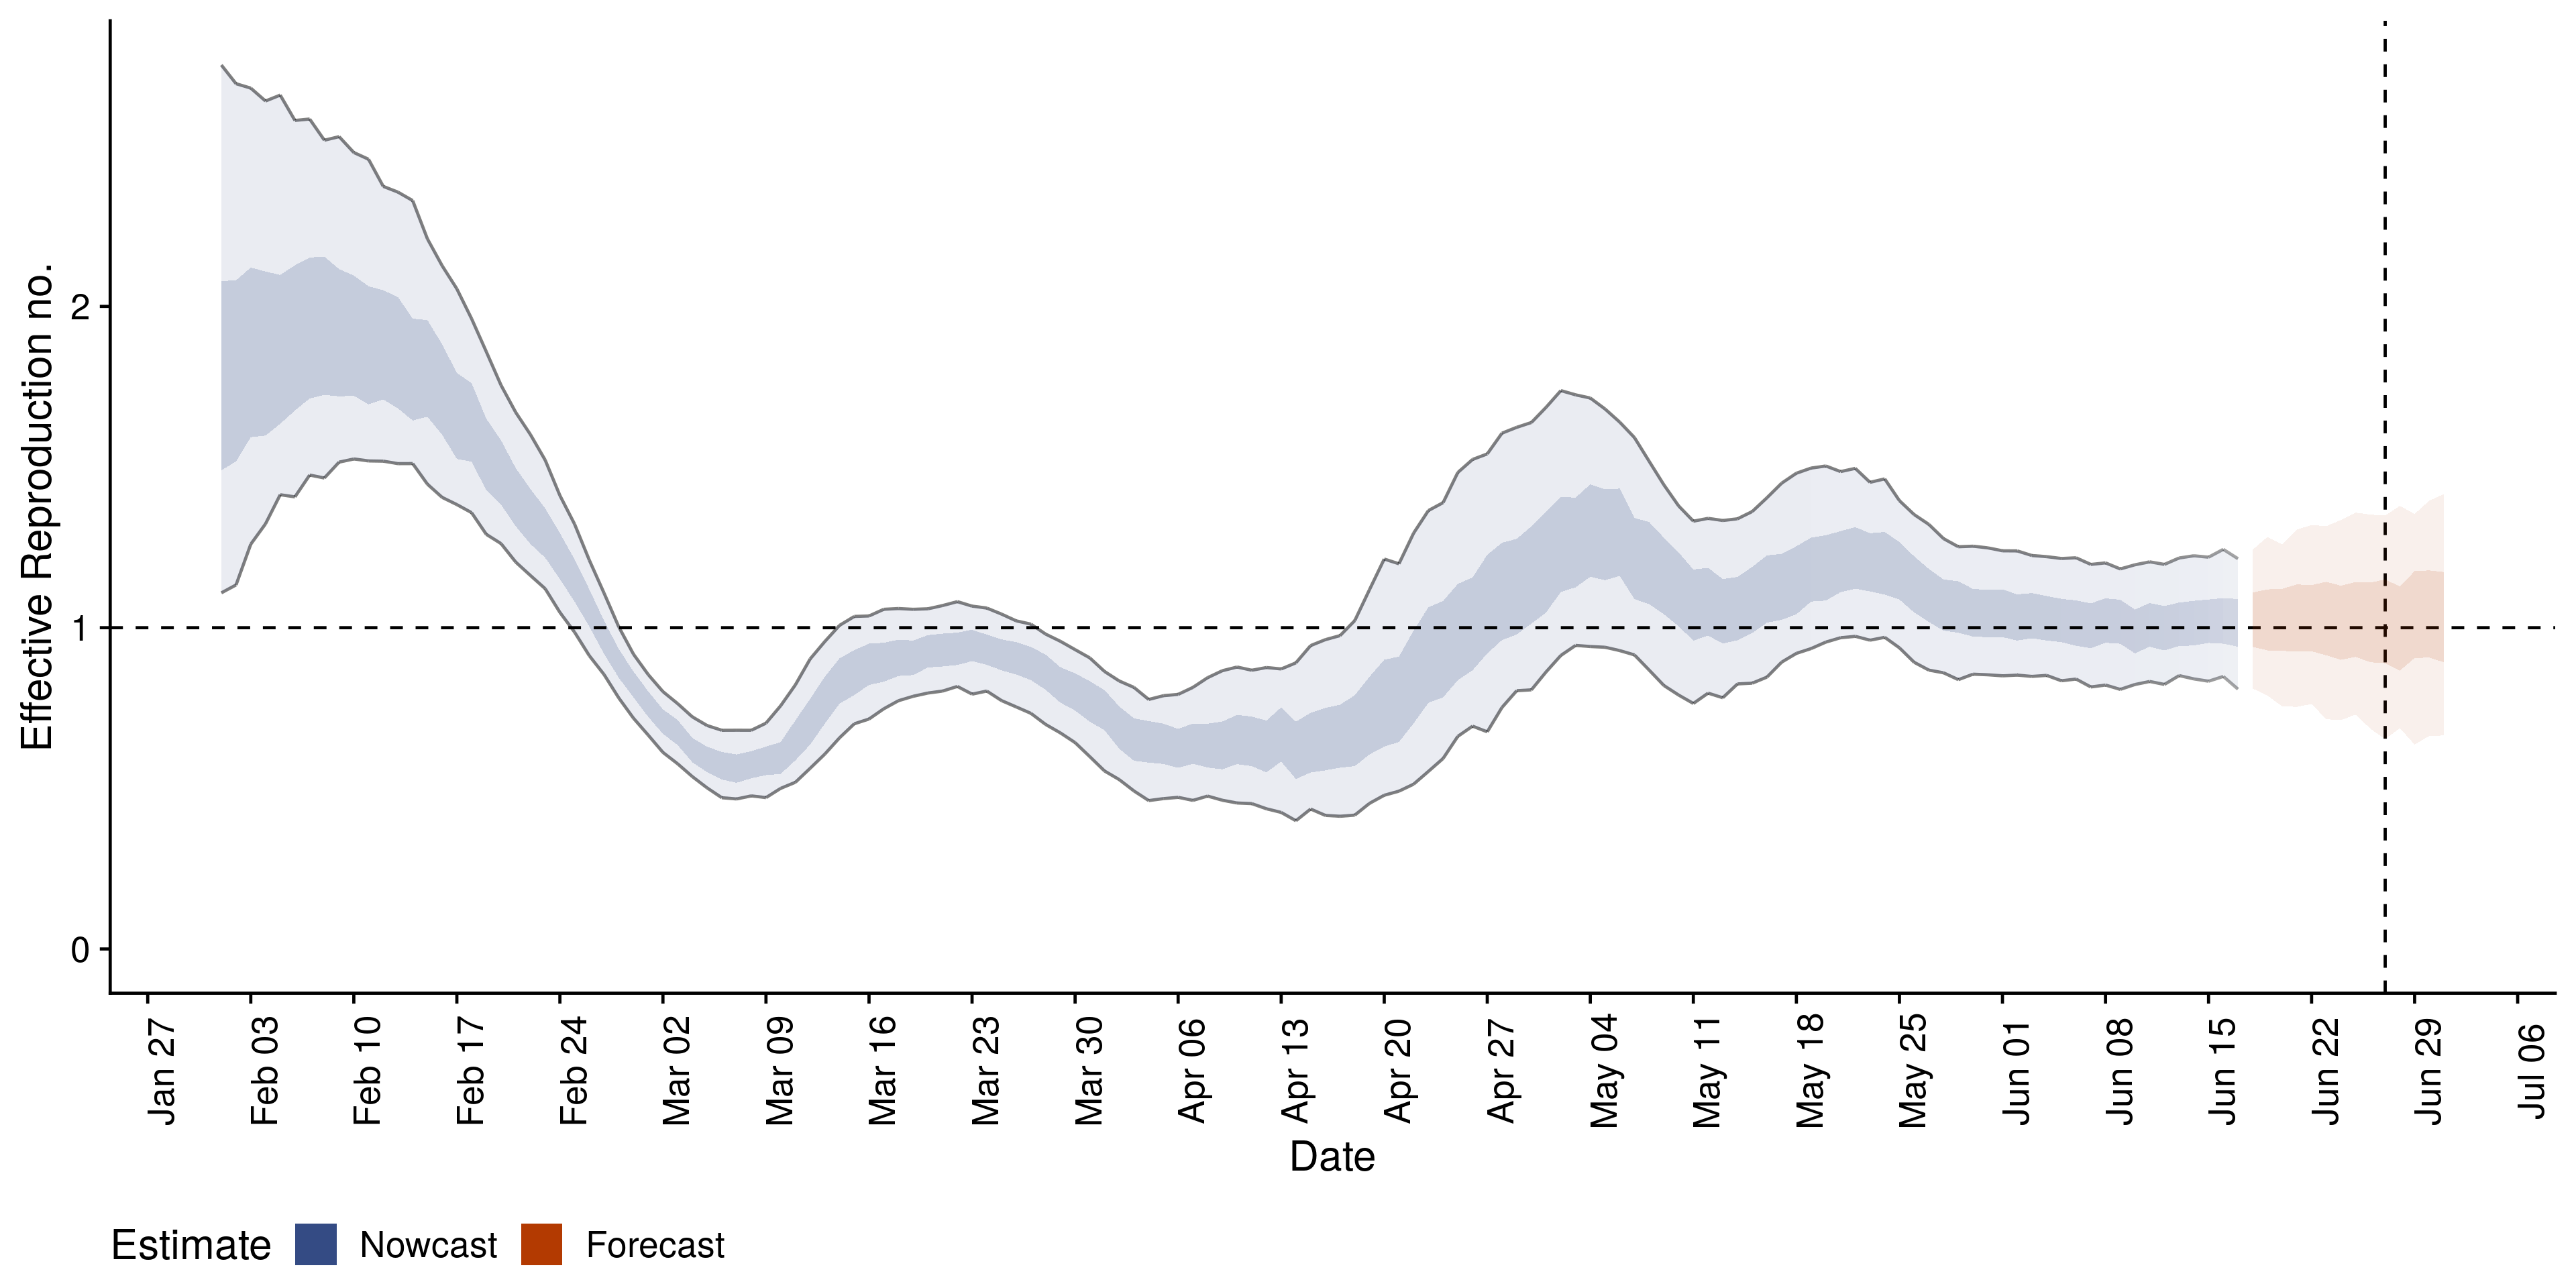 Effective Reproduction no.
2
1
0
Jan 27
Feb 03
Feb 10
Feb 17
Feb 24
Mar 02
Mar 09
Mar 16
Mar 23
Mar 30
Apr 06
Apr 13
Apr 20
Apr 27
May 04
May 11
May 18
May 25
Jun 01
Jun 08
Jun 15
Jun 22
Jun 29
Jul 06
Date
Estimate Nowcast Forecast